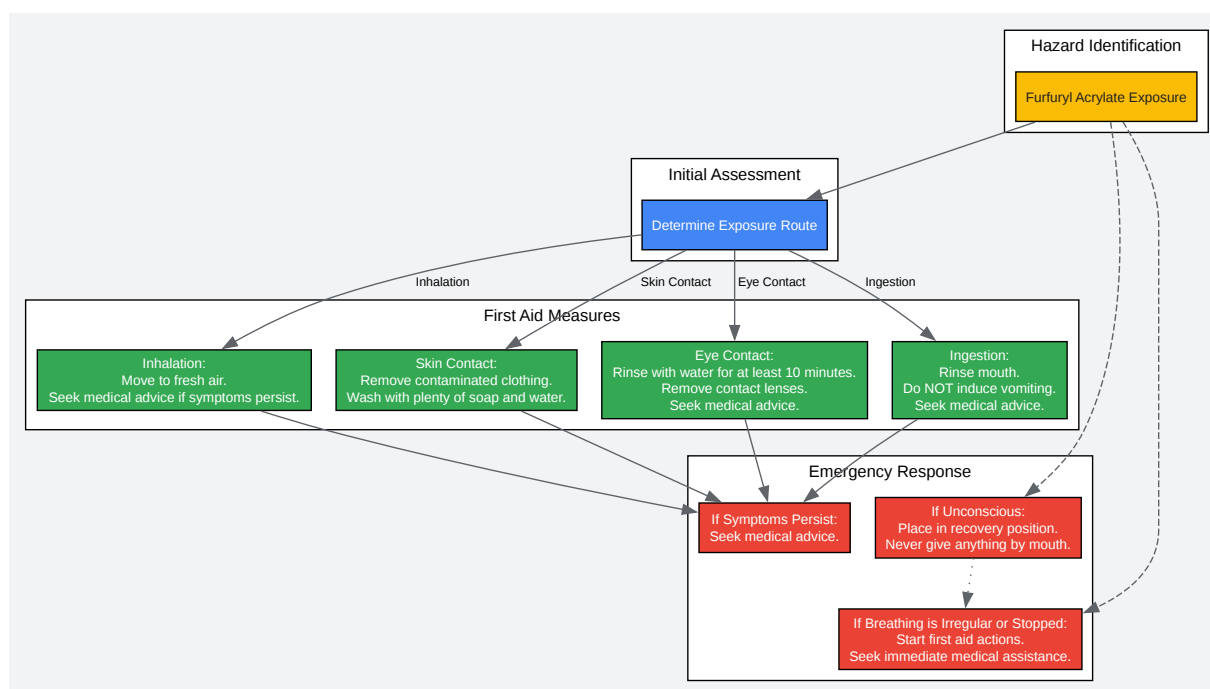 Hazard Identification
Furfuryl Acrylate Exposure
Initial Assessment
Determine Exposure Route
Inhalation
Skin Contact
Eye Contact
Ingestion
First Aid Measures
Inhalation:
Move to fresh air.
Seek medical advice if symptoms persist.
Skin Contact:
Remove contaminated clothing.
Wash with plenty of soap and water.
Eye Contact:
Rinse with water for at least 10 minutes.
Remove contact lenses.
Seek medical advice.
Ingestion:
Rinse mouth.
Do NOT induce vomiting.
Seek medical advice.
Emergency Response
If Symptoms Persist:
Seek medical advice.
If Unconscious:
Place in recovery position.
Never give anything by mouth.
If Breathing is Irregular or Stopped:
Start first aid actions.
Seek immediate medical assistance.